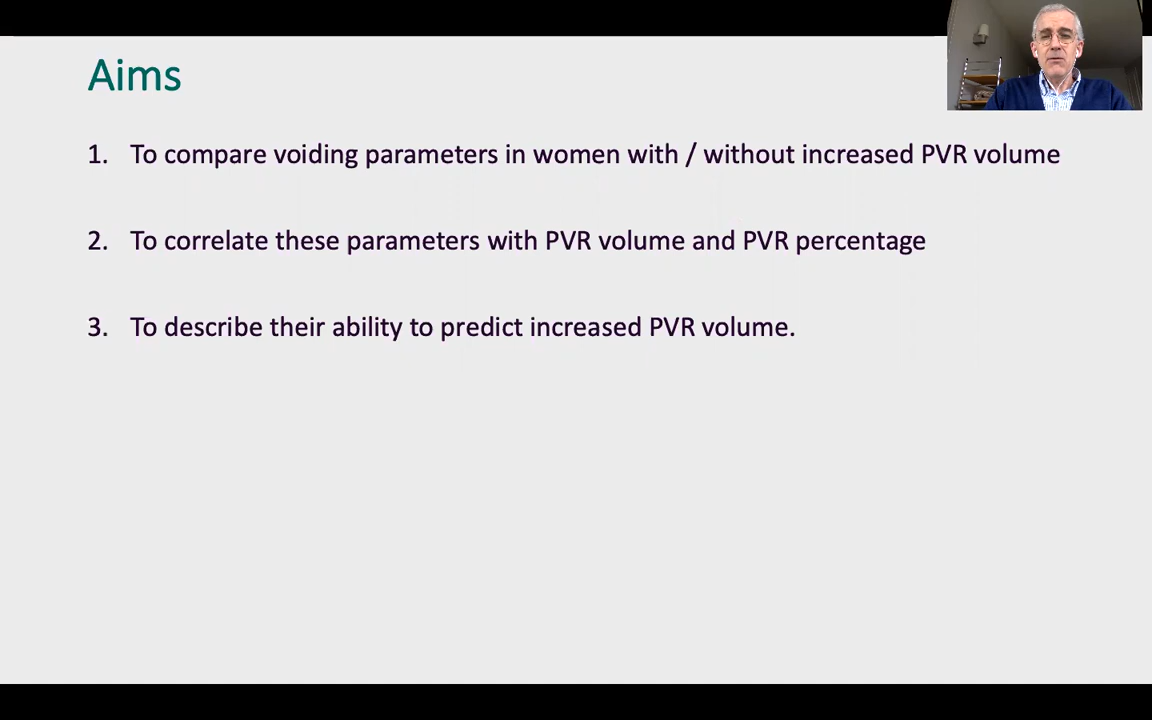 Aims
1. To compare voiding parameters in women with / without increased PVR volume
2. To correlate these parameters with PVR volume and PVR percentage
3. To describe their ability to predict increased PVR volume.